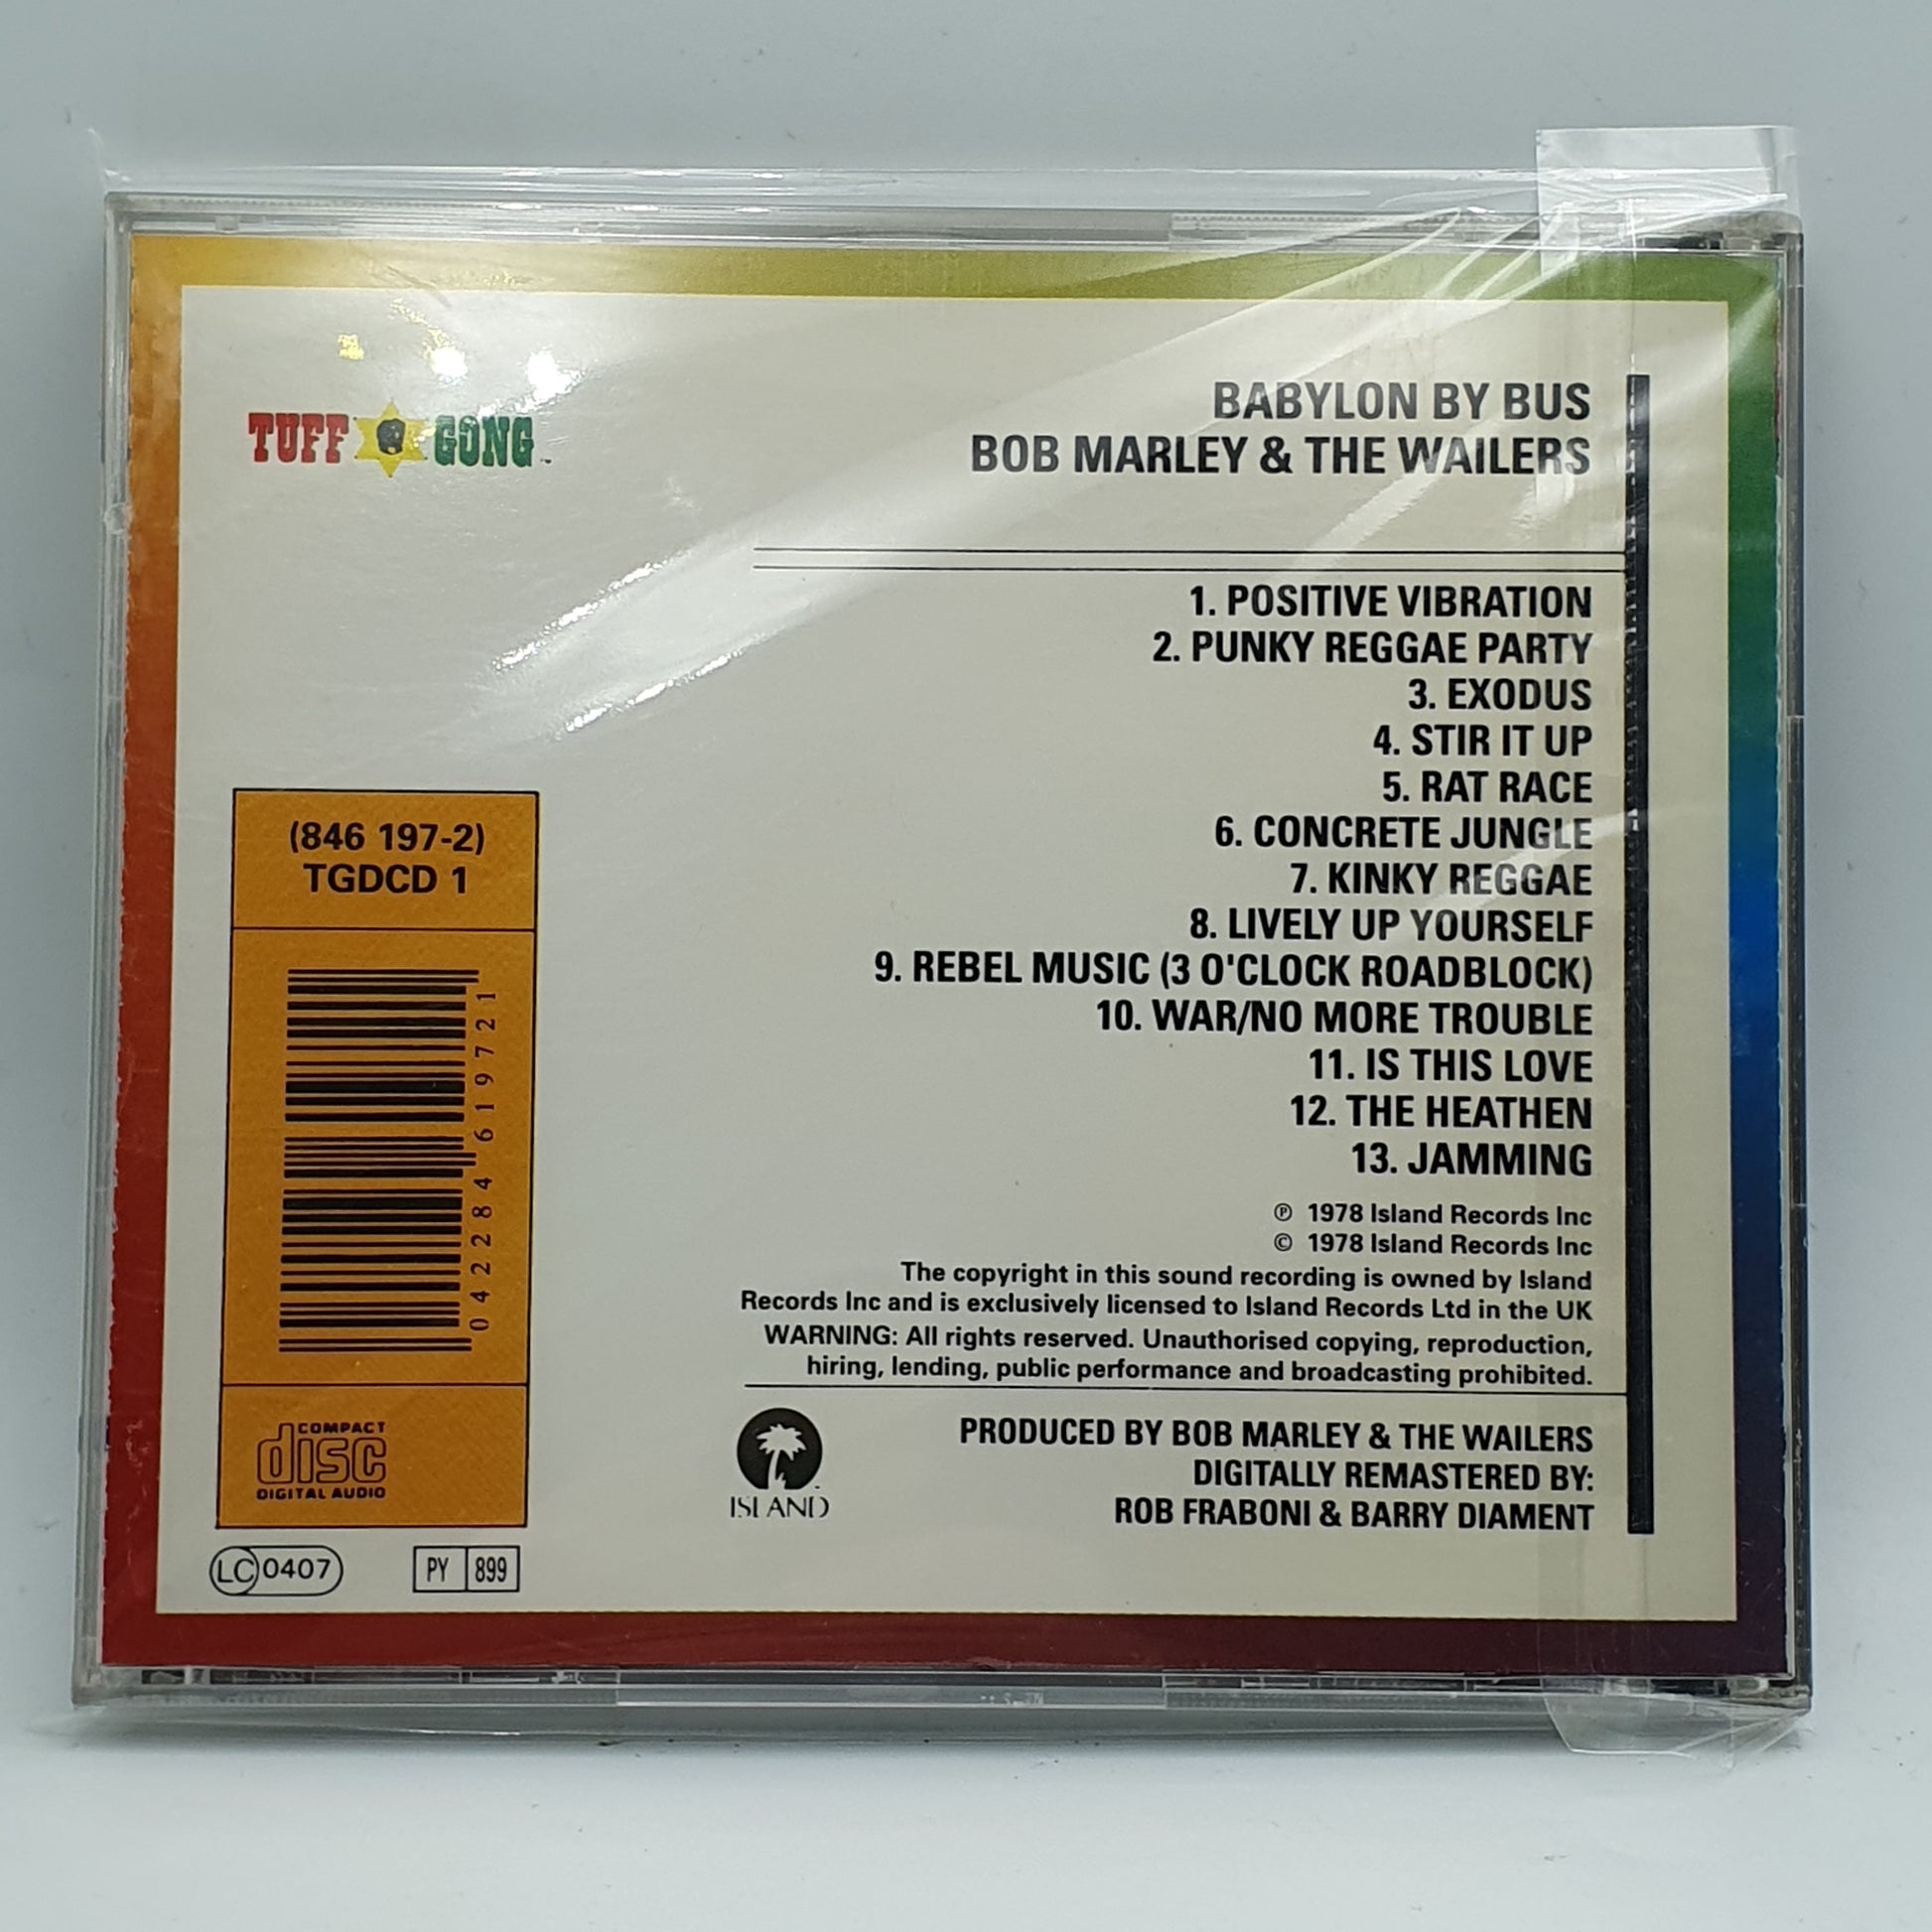 TUFF GONG
BABYLON BY BUS
BOB MARLEY & THE WAILERS
1. POSITIVE VIBRATION
2. PUNKY REGGAE PARTY
3. EXODUS
4. STIR IT UP
5. RAT RACE
6. CONCRETE JUNGLE
7. KINKY REGGAE
8. LIVELY UP YOURSELF
9. REBEL MUSIC (3 O'CLOCK ROADBLOCK)
10. WAR/NO MORE TROUBLE
11. IS THIS LOVE
12. THE HEATHEN
13. JAMMING
℗ 1978 Island Records Inc
© 1978 Island Records Inc
The copyright in this sound recording is owned by Island
Records Inc and is exclusively licensed to Island Records Ltd in the UK
WARNING: All rights reserved. Unauthorised copying, reproduction,
hiring, lending, public performance and broadcasting prohibited.
PRODUCED BY BOB MARLEY & THE WAILERS
DIGITALLY REMASTERED BY:
ROB FRABONI & BARRY DIAMENT
ISLAND
(846 197-2)
TGDCD 1
042284619721
COMPACT
disc
DIGITAL AUDIO
LC 0407
PY 899